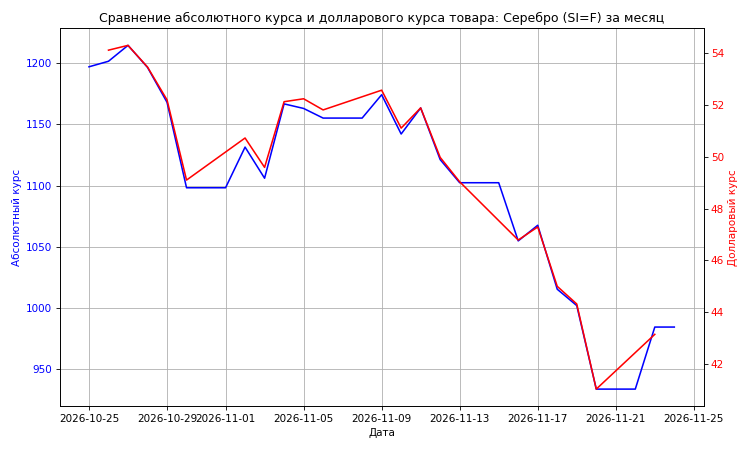 Сравнение абсолютного курса и долларового курса товара: Серебро (SI=F) за месяц
1200
1150
1100
1050
1000
950
Абсолютный курс
54
52
50
48
46
44
42
Долларовый курс
2026-10-25 2026-10-29 2026-11-01 2026-11-05 2026-11-09 2026-11-13 2026-11-17 2026-11-21 2026-11-25
Дата